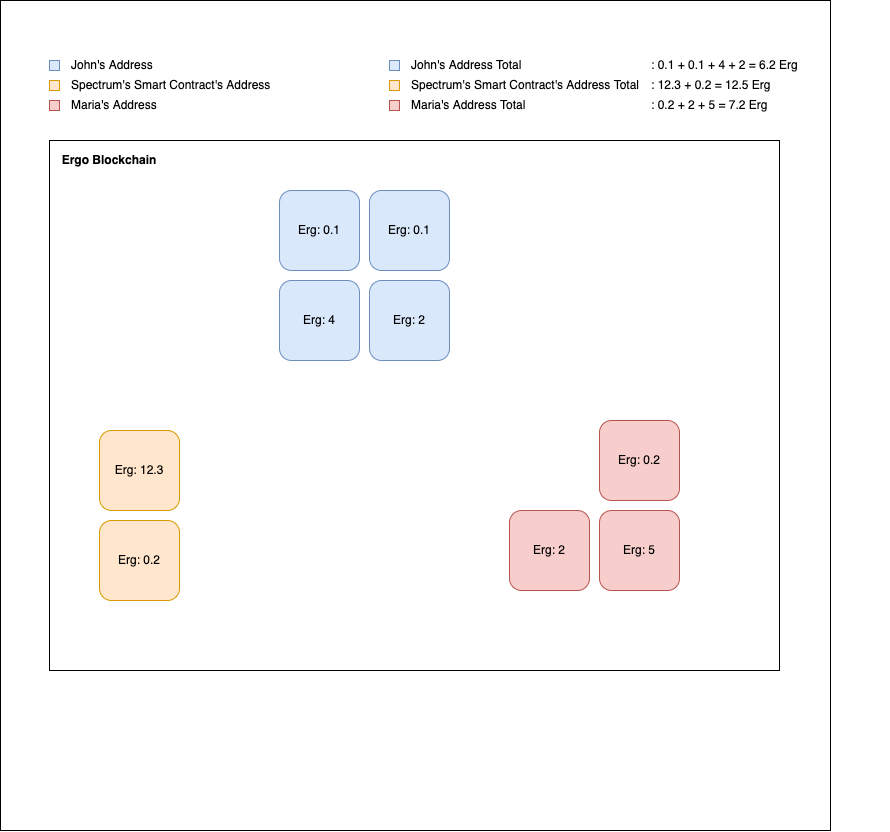 John's Address
Spectrum's Smart Contract's Address
Maria's Address
John's Address Total : 0.1 + 0.1 + 4 + 2 = 6.2 Erg
Spectrum's Smart Contract's Address Total : 12.3 + 0.2 = 12.5 Erg
Maria's Address Total : 0.2 + 2 + 5 = 7.2 Erg
Ergo Blockchain
Erg: 0.1 Erg: 0.1
Erg: 4 Erg: 2
Erg: 12.3
Erg: 0.2
Erg: 0.2
Erg: 2 Erg: 5